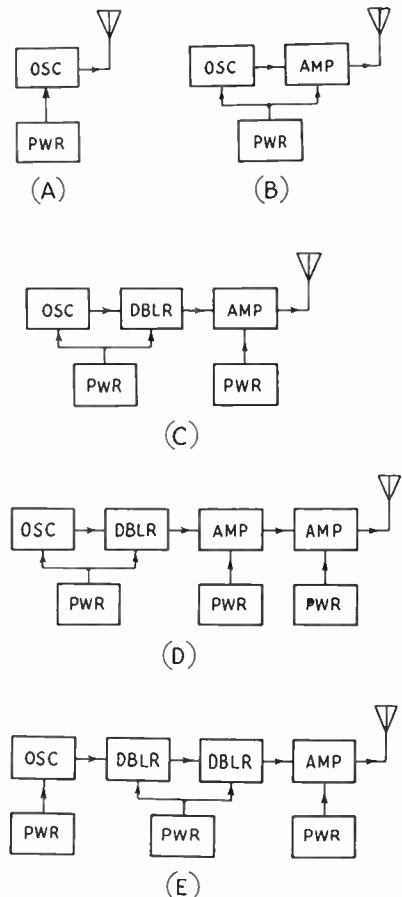 OSC
PWR
(A)
OSC AMP
PWR
(B)
OSC DBLR AMP
PWR PWR
(C)
OSC DBLR AMP AMP
PWR PWR PWR
(D)
OSC DBLR DBLR AMP
PWR PWR PWR
(E)